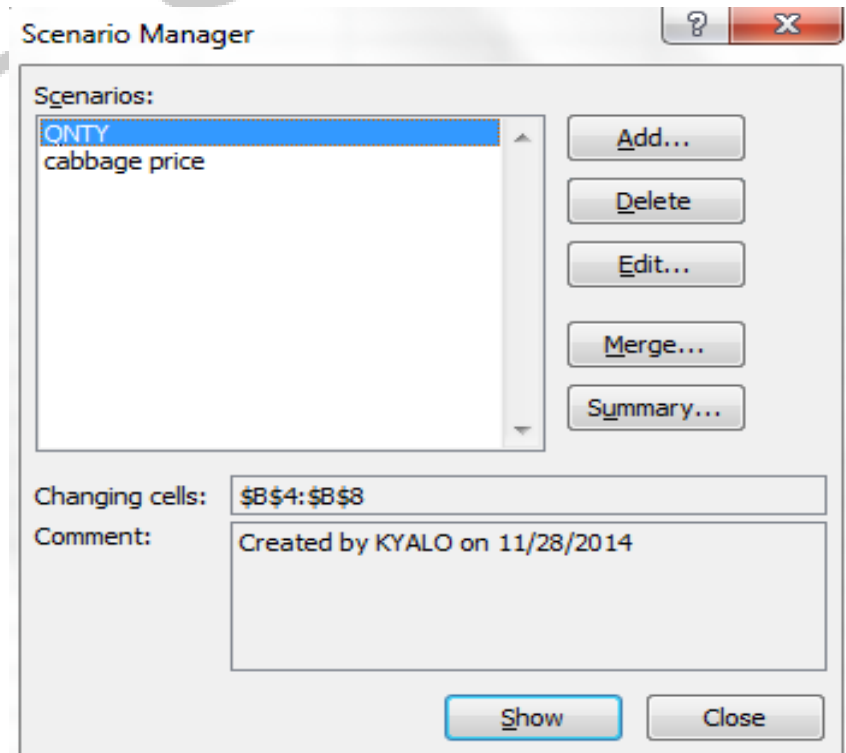 Scenario Manager
?
X
Scenarios:
QNTY
cabbage price
Add...
Delete
Edit...
Merge...
Summary...
Changing cells: $B$4:$B$8
Comment: Created by KYALO on 11/28/2014
Show Close